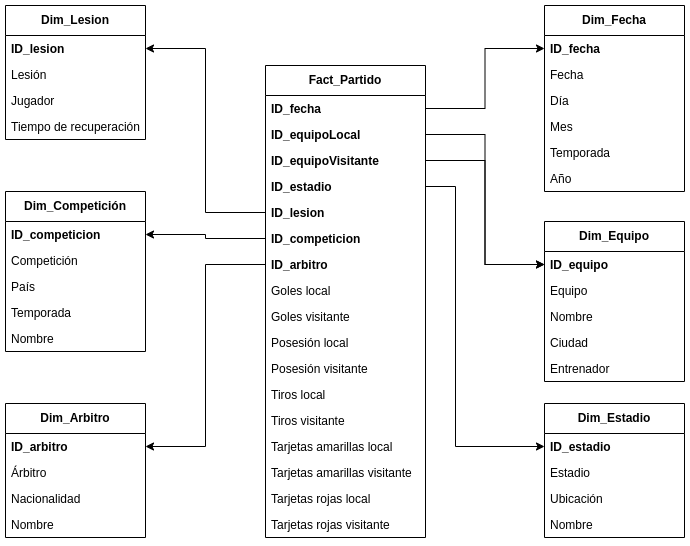 Dim_Lesion
ID_lesion
Lesión
Jugador
Tiempo de recuperación
Dim_Competición
ID_competicion
Competición
País
Temporada
Nombre
Dim_Arbitro
ID_arbitro
Árbitro
Nacionalidad
Nombre
Fact_Partido
ID_fecha
ID_equipoLocal
ID_equipoVisitante
ID_estadio
ID_lesion
ID_competicion
ID_arbitro
Goles local
Goles visitante
Posesión local
Posesión visitante
Tiros local
Tiros visitante
Tarjetas amarillas local
Tarjetas amarillas visitante
Tarjetas rojas local
Tarjetas rojas visitante
Dim_Fecha
ID_fecha
Fecha
Día
Mes
Temporada
Año
Dim_Equipo
ID_equipo
Equipo
Nombre
Ciudad
Entrenador
Dim_Estadio
ID_estadio
Estadio
Ubicación
Nombre